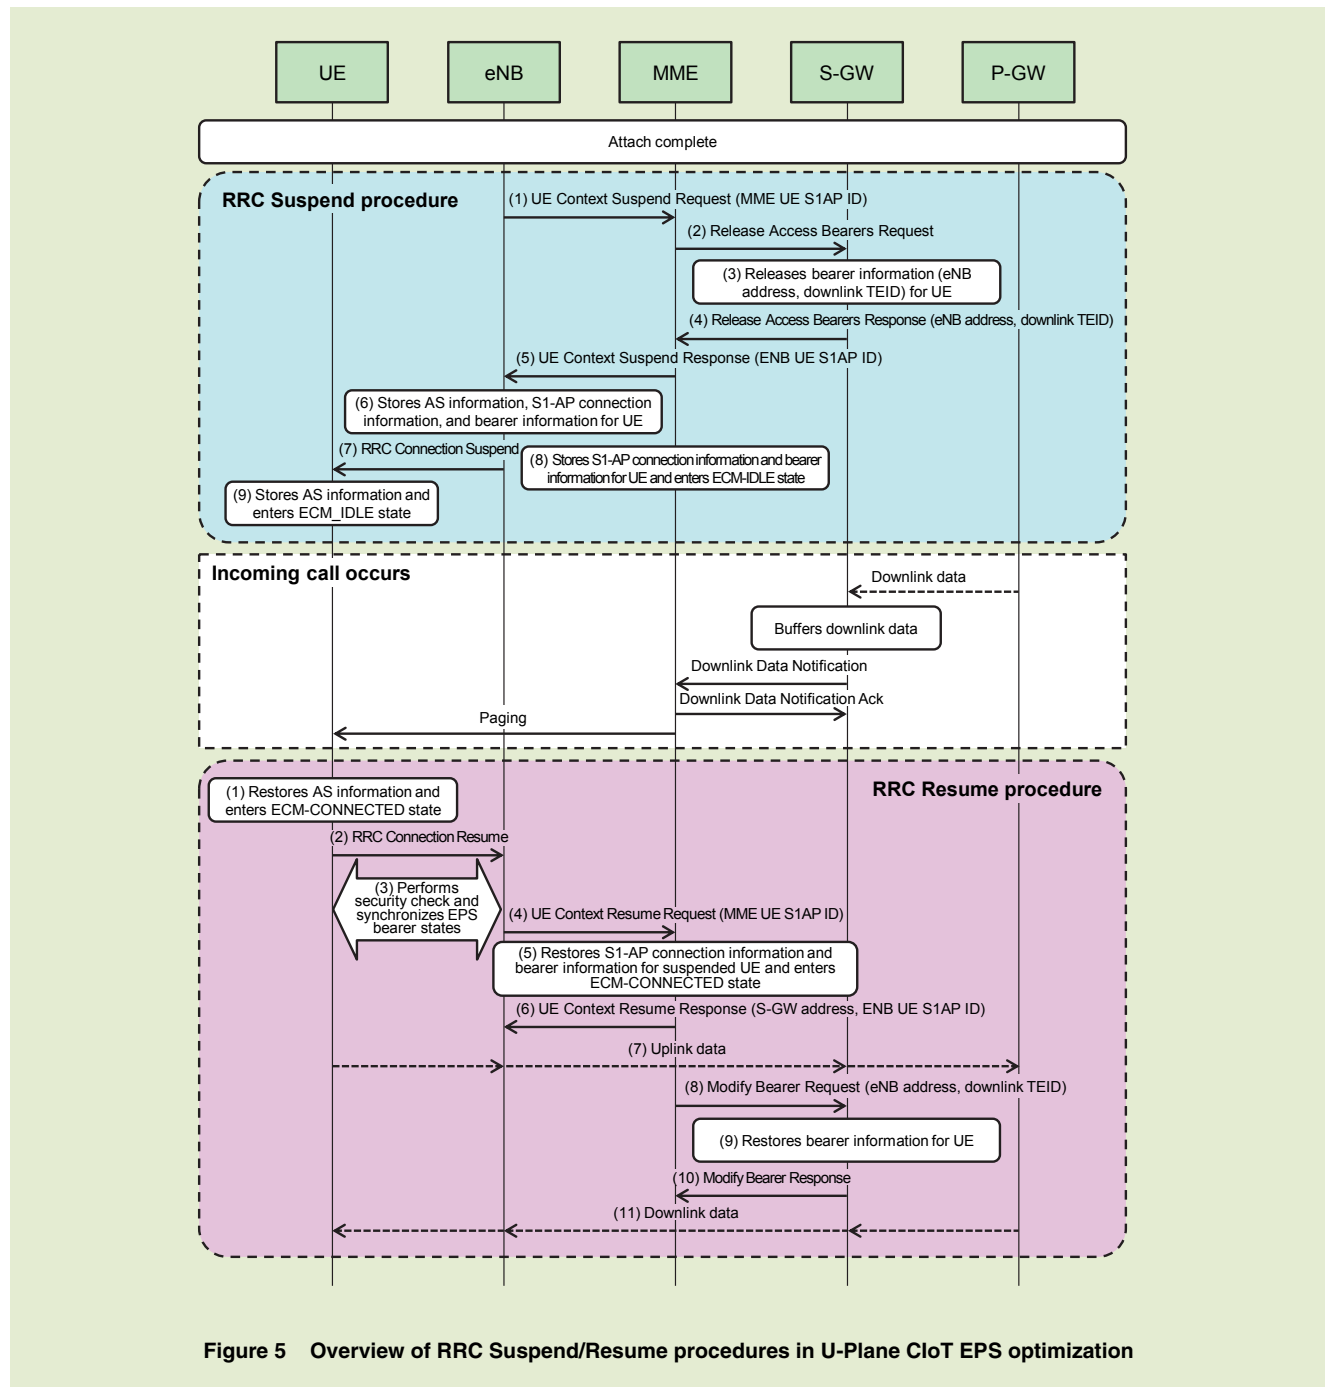 UE
eNB
MME
S-GW
P-GW
Attach complete
RRC Suspend procedure
(1) UE Context Suspend Request (MME UE S1AP ID)
(2) Release Access Bearers Request
(3) Releases bearer information (eNB
address, downlink TEID) for UE
(4) Release Access Bearers Response (eNB address, downlink TEID)
(5) UE Context Suspend Response (ENB UE S1AP ID)
(6) Stores AS information, S1-AP connection
information, and bearer information for UE
(7) RRC Connection Suspend
(8) Stores S1-AP connection information and bearer
information for UE and enters ECM-IDLE state
(9) Stores AS information and
enters ECM_IDLE state
Incoming call occurs
Downlink data
Buffers downlink data
Downlink Data Notification
Downlink Data Notification Ack
Paging
RRC Resume procedure
(1) Restores AS information and
enters ECM-CONNECTED state
(2) RRC Connection Resume
(3) Performs
security check and
synchronizes EPS
bearer states
(4) UE Context Resume Request (MME UE S1AP ID)
(5) Restores S1-AP connection information and
bearer information for suspended UE and enters
ECM-CONNECTED state
(6) UE Context Resume Response (S-GW address, ENB UE S1AP ID)
(7) Uplink data
(8) Modify Bearer Request (eNB address, downlink TEID)
(9) Restores bearer information for UE
(10) Modify Bearer Response
(11) Downlink data
Figure 5 Overview of RRC Suspend/Resume procedures in U-Plane CIoT EPS optimization